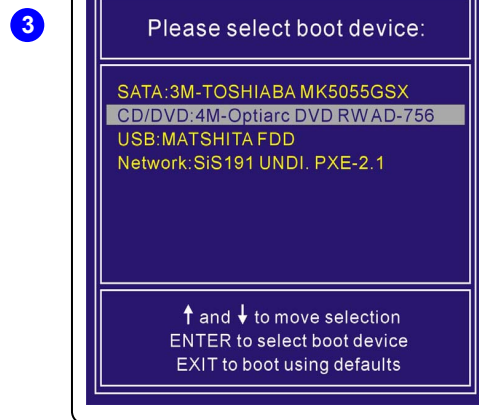 3
Please select boot device:
SATA:3M-TOSHIABA MK5055GSX
CD/DVD:4M-Optiarc DVD RW AD-756
USB:MATSHITA FDD
Network:SiS191 UNDI. PXE-2.1
↑ and ↓ to move selection
ENTER to select boot device
EXIT to boot using defaults